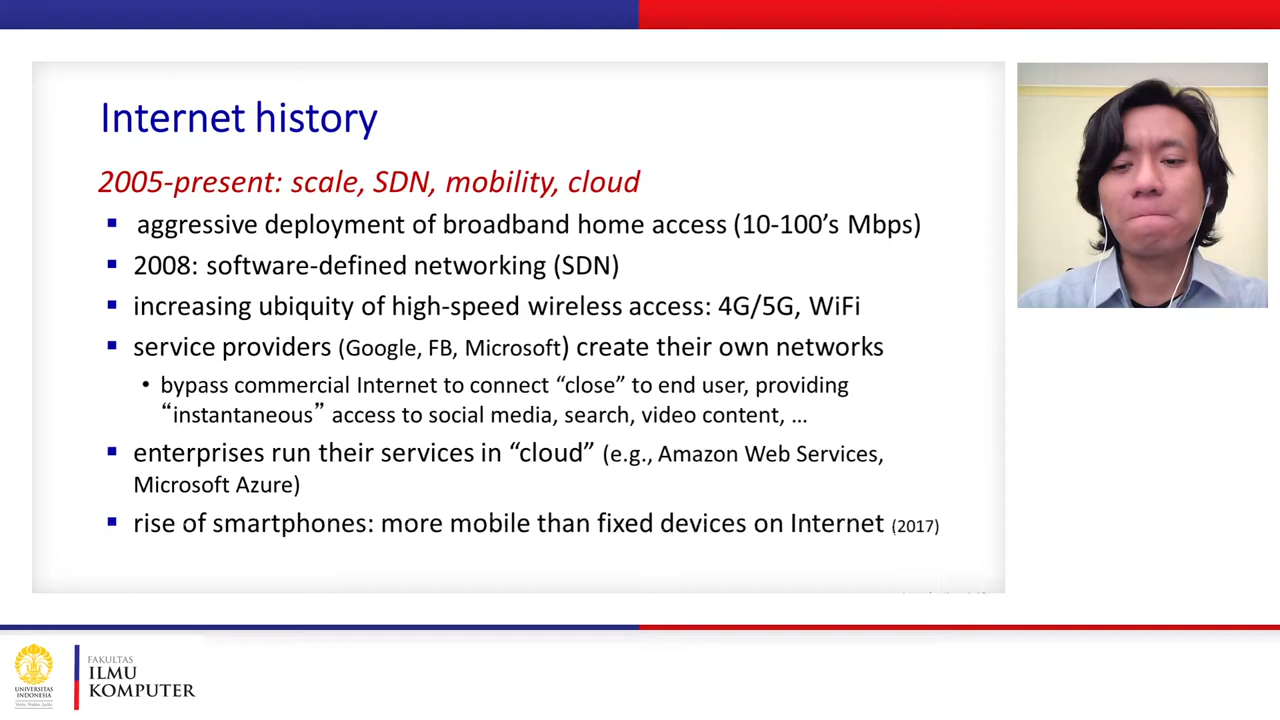 Internet history
2005-present: scale, SDN, mobility, cloud
▪ aggressive deployment of broadband home access (10-100’s Mbps)
▪ 2008: software-defined networking (SDN)
▪ increasing ubiquity of high-speed wireless access: 4G/5G, WiFi
▪ service providers (Google, FB, Microsoft) create their own networks
• bypass commercial Internet to connect “close” to end user, providing
“instantaneous” access to social media, search, video content, …
▪ enterprises run their services in “cloud” (e.g., Amazon Web Services,
Microsoft Azure)
▪ rise of smartphones: more mobile than fixed devices on Internet (2017)
UNIVERSITAS
INDONESIA
FAKULTAS
ILMU
KOMPUTER